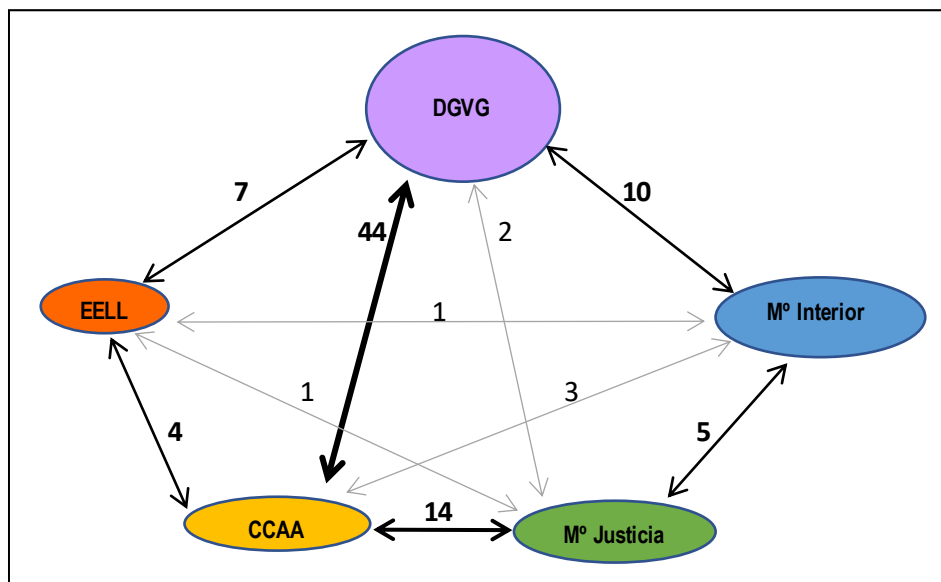 DGVG
7
10
44
2
EELL
1
Mº Interior
1
3
4
5
14
CCAA
Mº Justicia